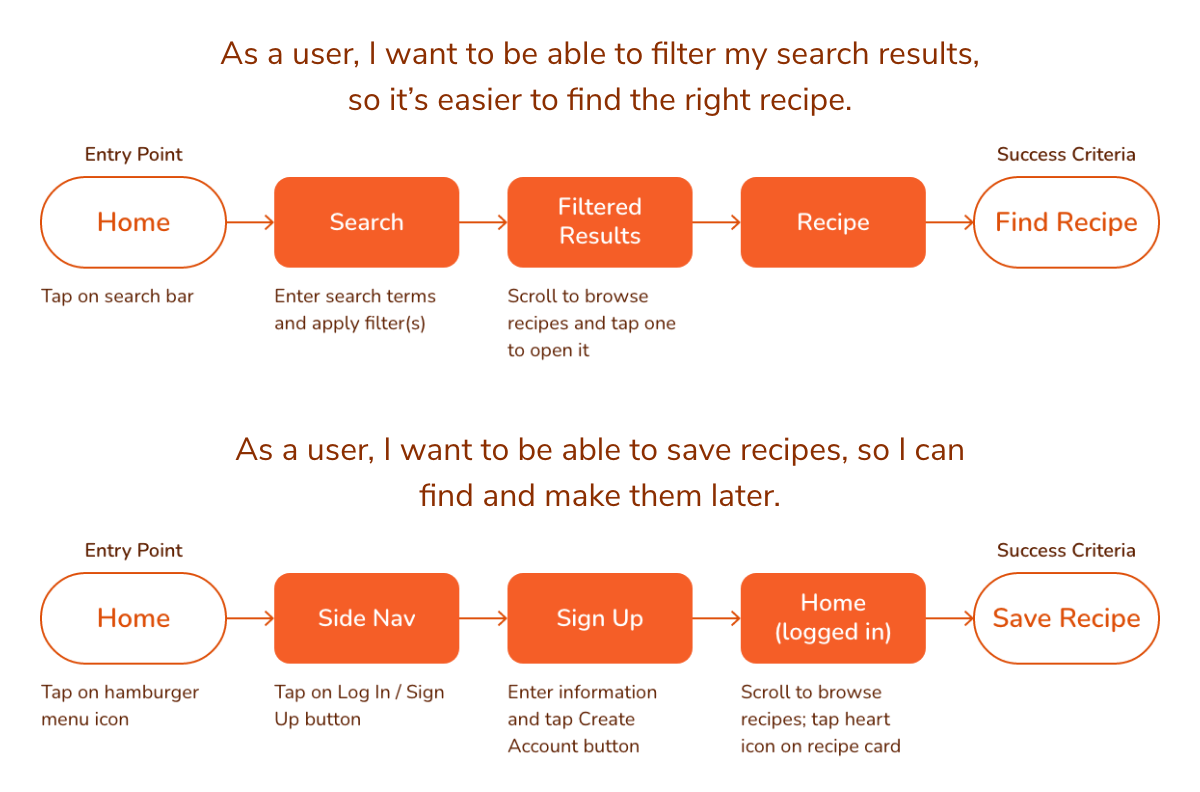 As a user, I want to be able to filter my search results,
so it’s easier to find the right recipe.
Entry Point
Success Criteria
Home
Search
Filtered
Results
Recipe
Find Recipe
Tap on search bar
Enter search terms
and apply filter(s)
Scroll to browse
recipes and tap one
to open it
As a user, I want to be able to save recipes, so I can
find and make them later.
Entry Point
Success Criteria
Home
Side Nav
Sign Up
Home
(logged in)
Save Recipe
Tap on hamburger
menu icon
Tap on Log In / Sign
Up button
Enter information
and tap Create
Account button
Scroll to browse
recipes; tap heart
icon on recipe card